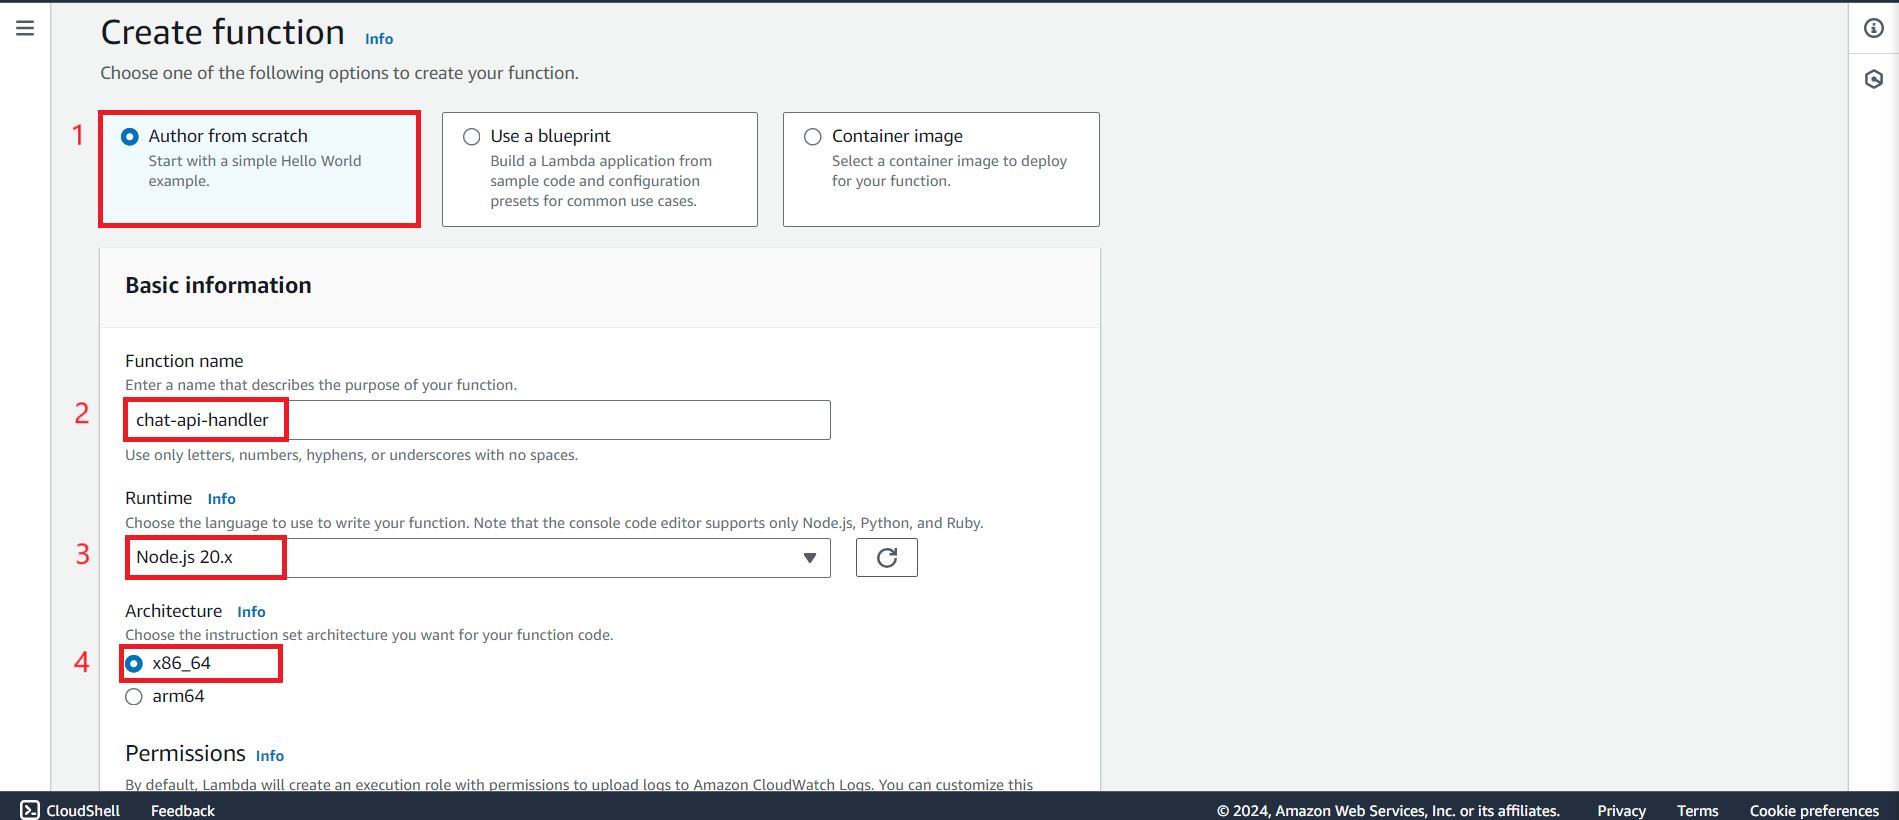 Create function Info
Choose one of the following options to create your function.
1
Author from scratch
Start with a simple Hello World
example.
Use a blueprint
Build a Lambda application from
sample code and configuration
presets for common use cases.
Container image
Select a container image to deploy
for your function.
Basic information
Function name
Enter a name that describes the purpose of your function.
2
chat-api-handler
Use only letters, numbers, hyphens, or underscores with no spaces.
Runtime Info
Choose the language to use to write your function. Note that the console code editor supports only Node.js, Python, and Ruby.
3
Node.js 20.x
Architecture Info
Choose the instruction set architecture you want for your function code.
4
x86_64
arm64
Permissions Info
By default, Lambda will create an execution role with permissions to upload logs to Amazon CloudWatch Logs. You can customize this
CloudShell Feedback © 2024, Amazon Web Services, Inc. or its affiliates. Privacy Terms Cookie preferences